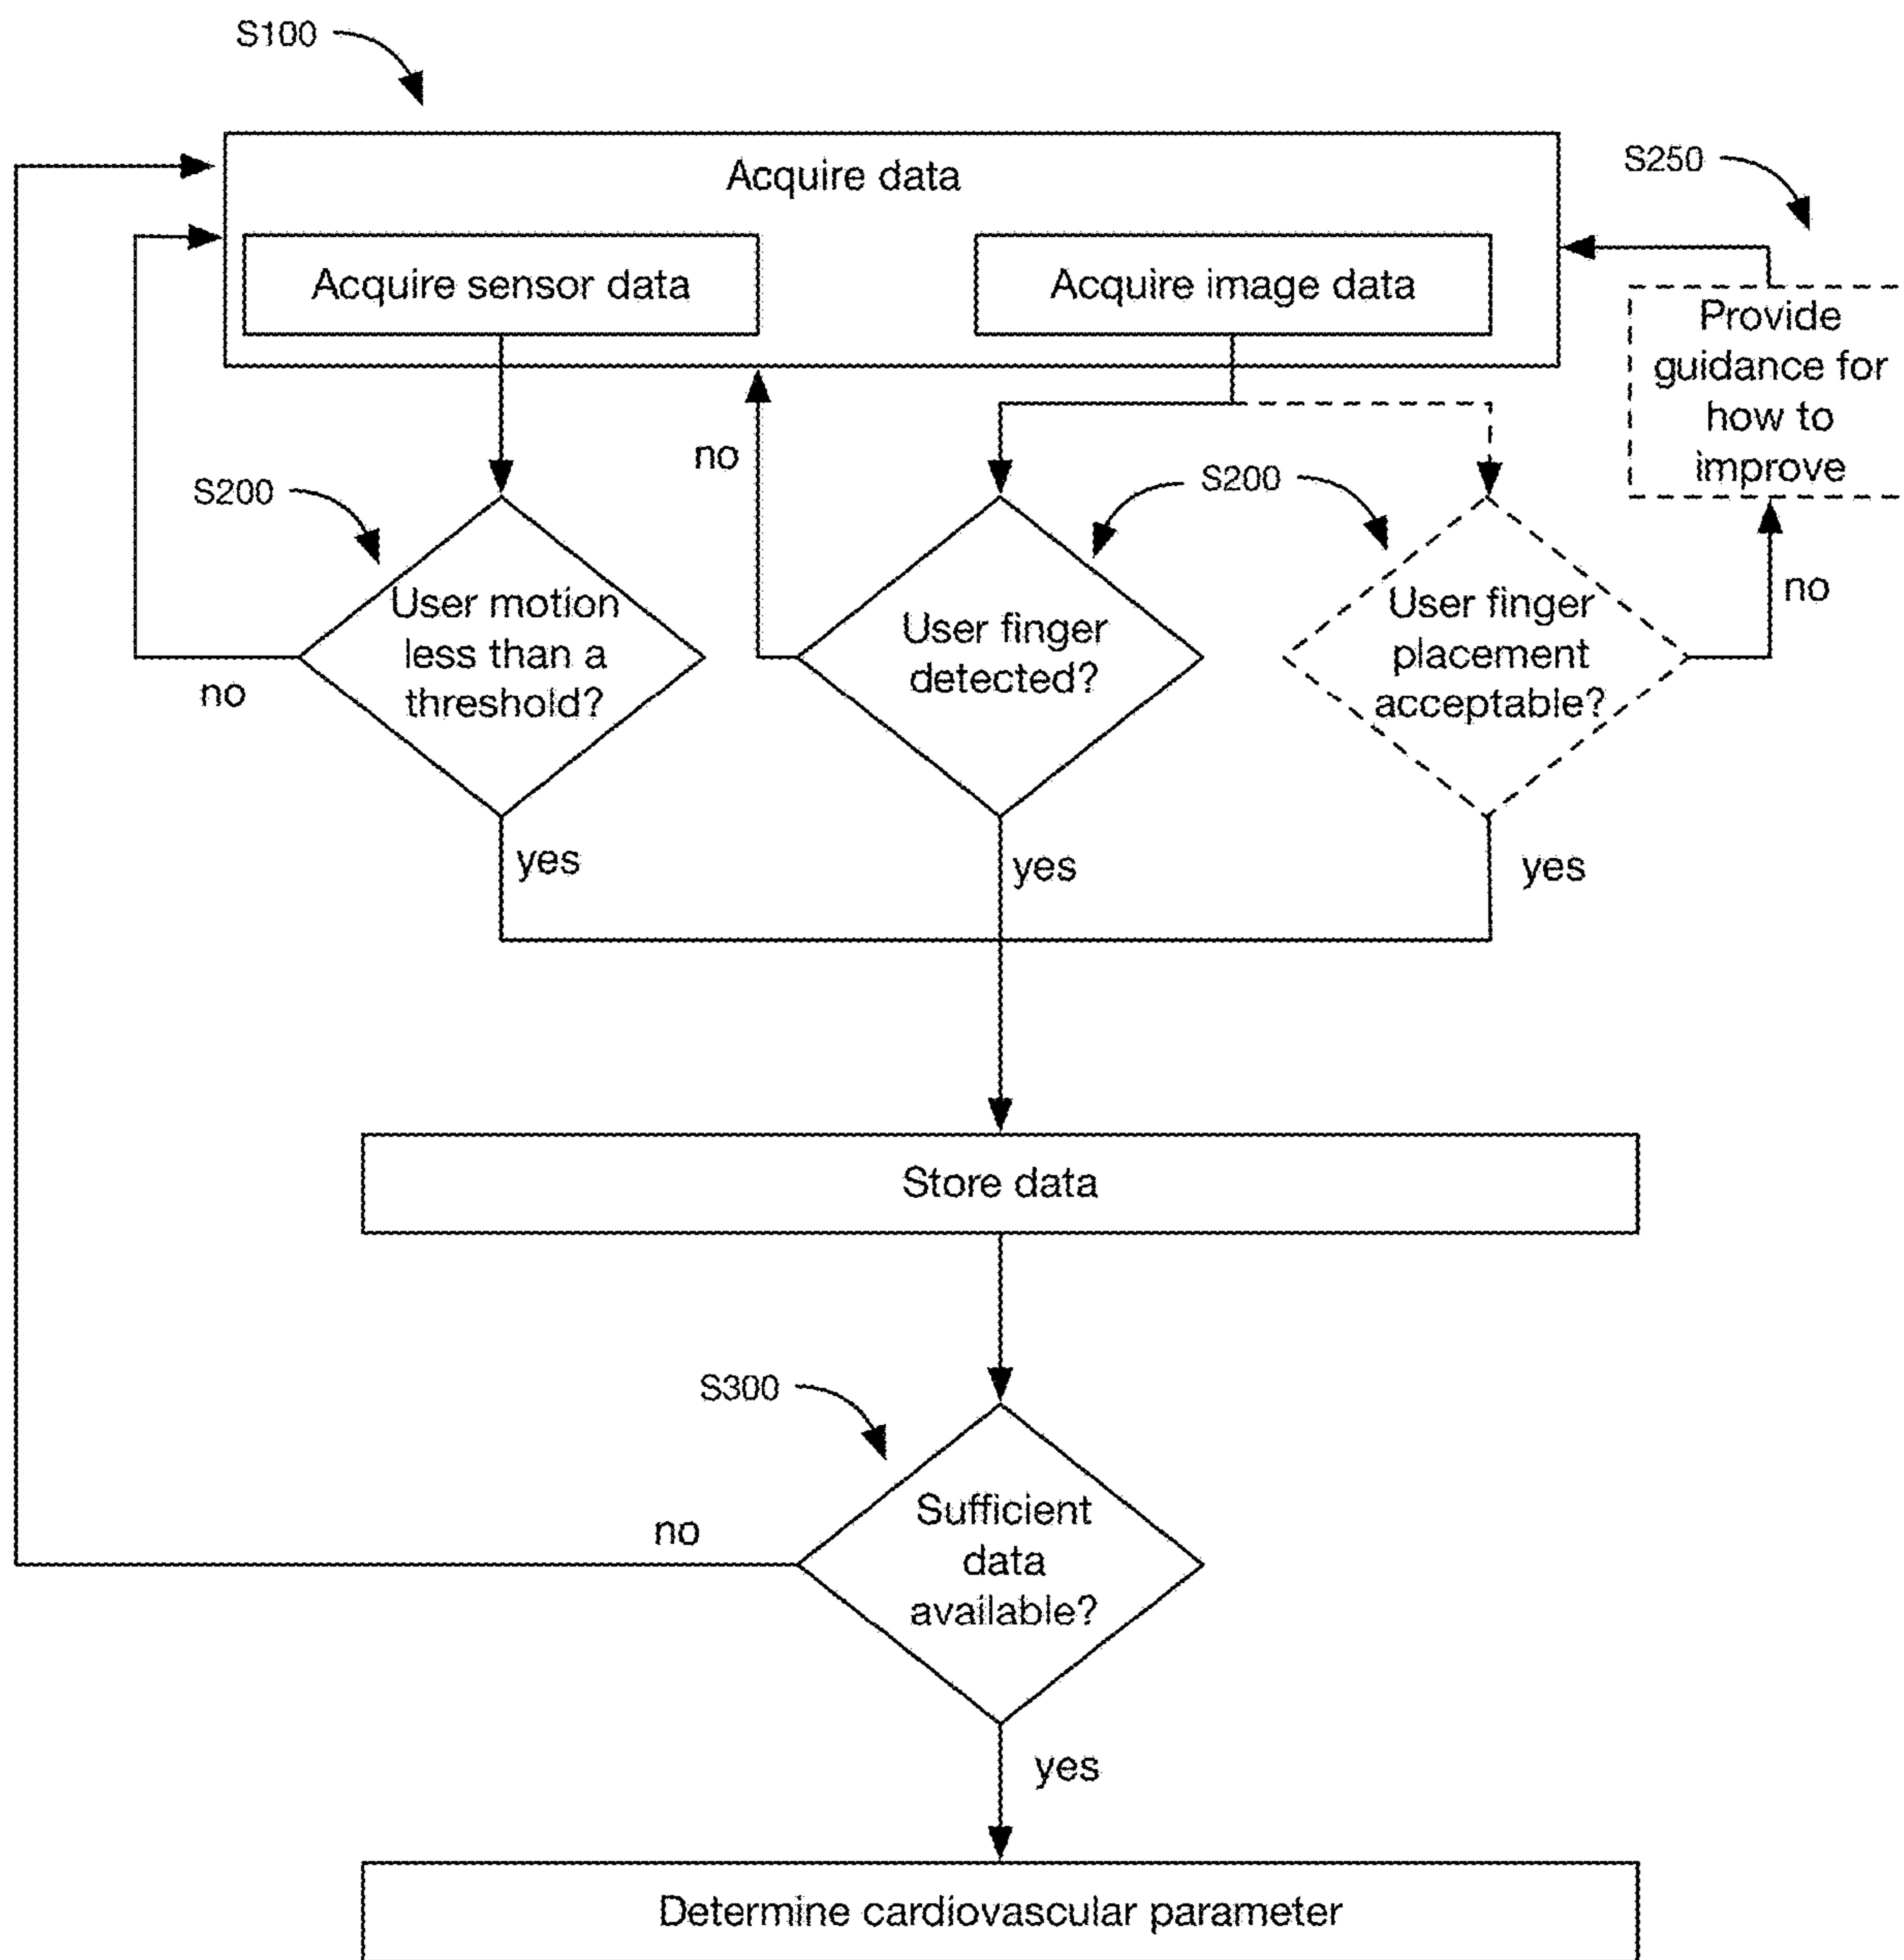 S100
Acquire data
S250
Acquire sensor data
Acquire image data
Provide
guidance for
how to
improve
no
S200
S200
User motion
less than a
threshold?
User finger
detected?
User finger
placement
acceptable?
no
no
yes
yes
yes
Store data
S300
Sufficient
data
available?
no
yes
Determine cardiovascular parameter